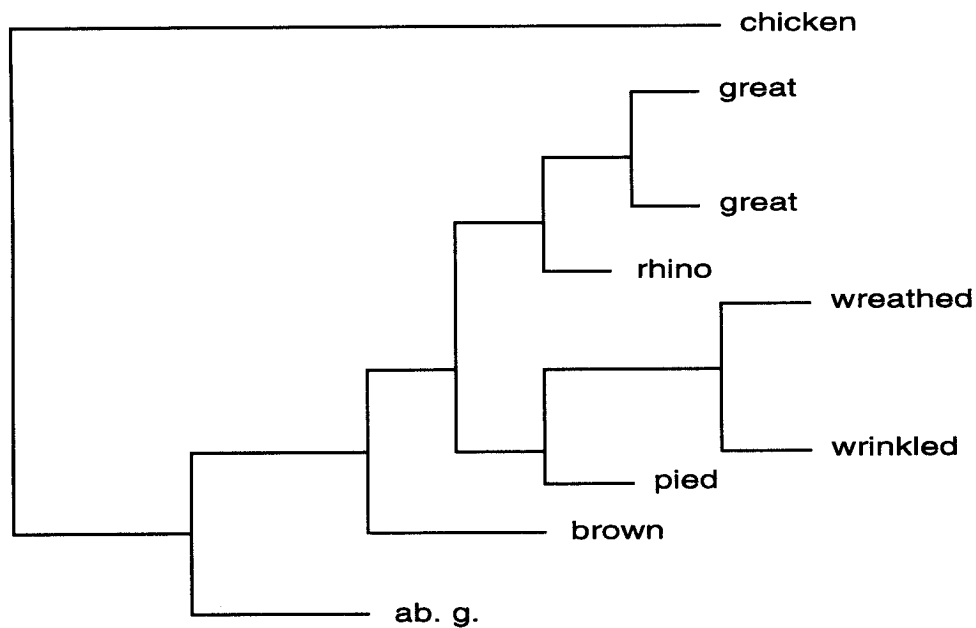 chicken
great
great
rhino
wreathed
wrinkled
pied
brown
ab. g.